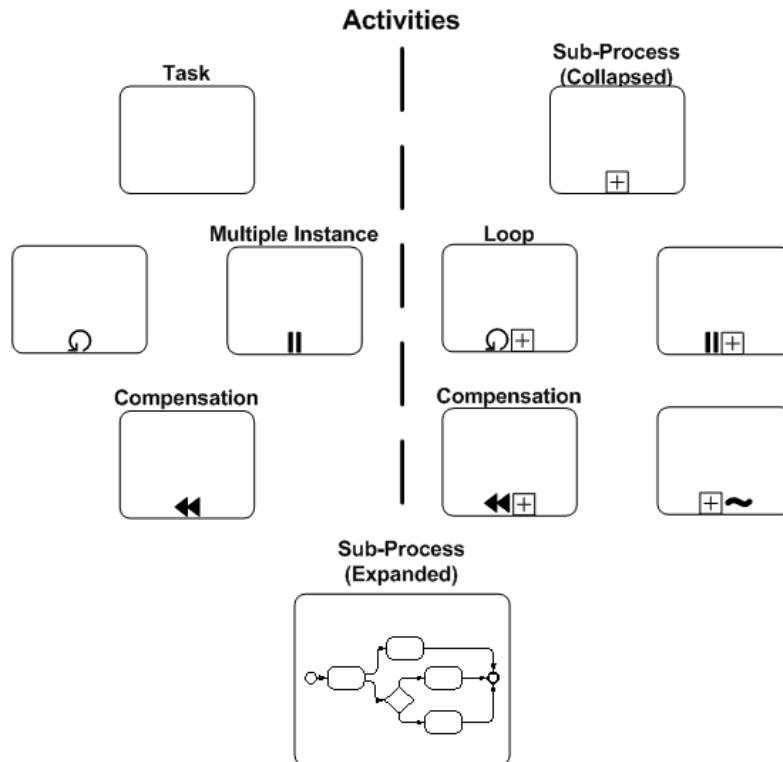 Activities
Task
Sub-Process
(Collapsed)
Multiple Instance
Loop
Compensation
Compensation
Sub-Process
(Expanded)